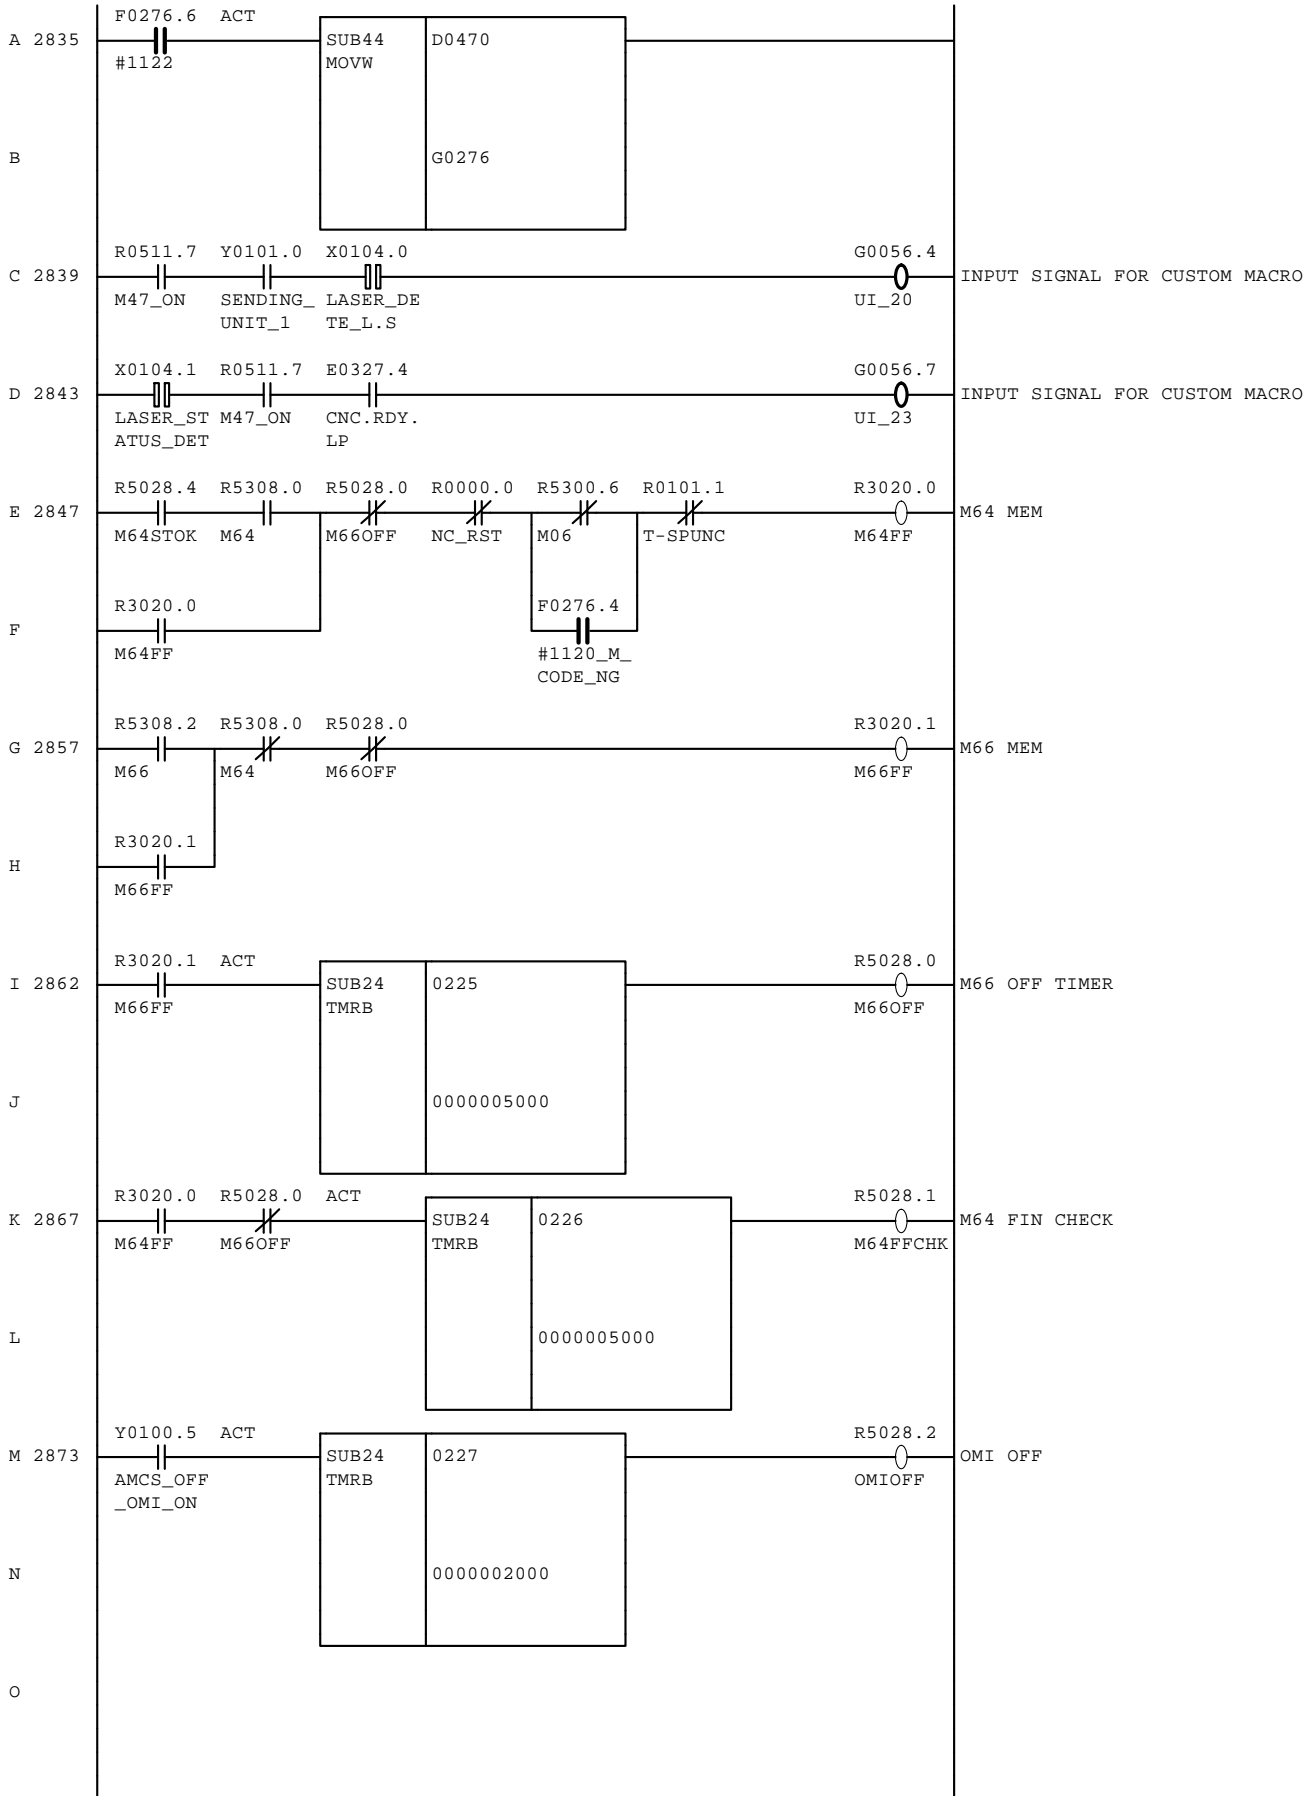 F0276.6 ACT
A 2835 SUB44 D0470
#1122 MOVW
B G0276
R0511.7 Y0101.0 X0104.0 G0056.4
C 2839 INPUT SIGNAL FOR CUSTOM MACRO
M47_ON SENDING_ LASER_DE UI_20
UNIT_1 TE_L.S
X0104.1 R0511.7 E0327.4 G0056.7
D 2843 INPUT SIGNAL FOR CUSTOM MACRO
LASER_ST M47_ON CNC.RDY. UI_23
ATUS_DET LP
R5028.4 R5308.0 R5028.0 R0000.0 R5300.6 R0101.1 R3020.0
E 2847 M64 MEM
M64STOK M64 M66OFF NC_RST M06 T-SPUNC M64FF
R3020.0 F0276.4
F
M64FF #1120_M_
CODE_NG
R5308.2 R5308.0 R5028.0 R3020.1
G 2857 M66 MEM
M66 M64 M66OFF M66FF
R3020.1
H
M66FF
R3020.1 ACT R5028.0
I 2862 SUB24 0225 M66 OFF TIMER
M66FF TMRB M66OFF
J 0000005000
R3020.0 R5028.0 ACT R5028.1
K 2867 SUB24 0226 M64 FIN CHECK
M64FF M66OFF TMRB M64FFCHK
L 0000005000
Y0100.5 ACT R5028.2
M 2873 SUB24 0227 OMI OFF
AMCS_OFF TMRB OMIOFF
_OMI_ON
N 0000002000
O